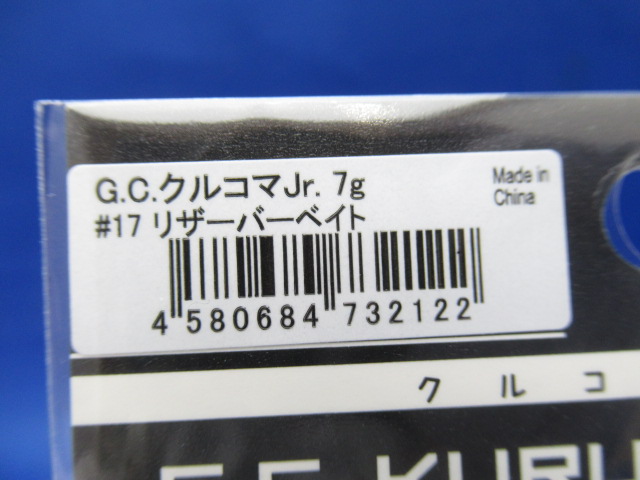 G.C.クルコマJr. 7g
Made in
China
#17 リザーバーベイト
4 580684 732122
クルコ